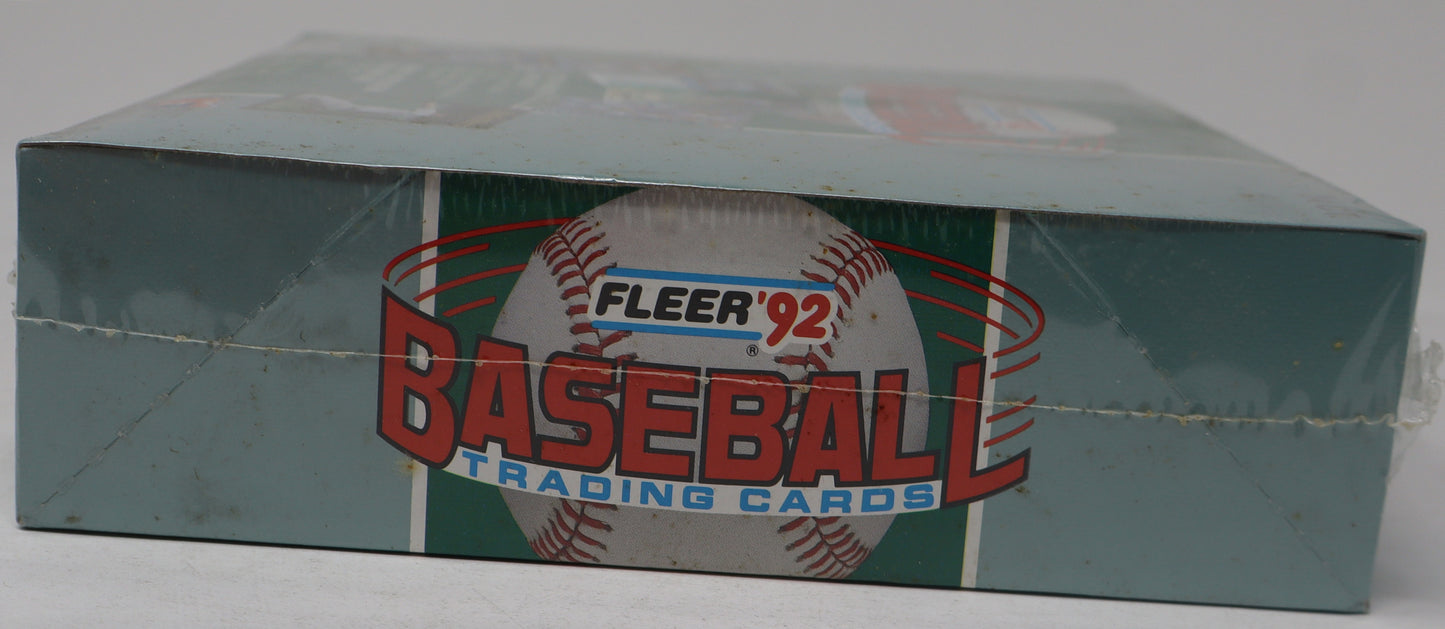 FLEER '92®
BASEBALL
TRADING CARDS